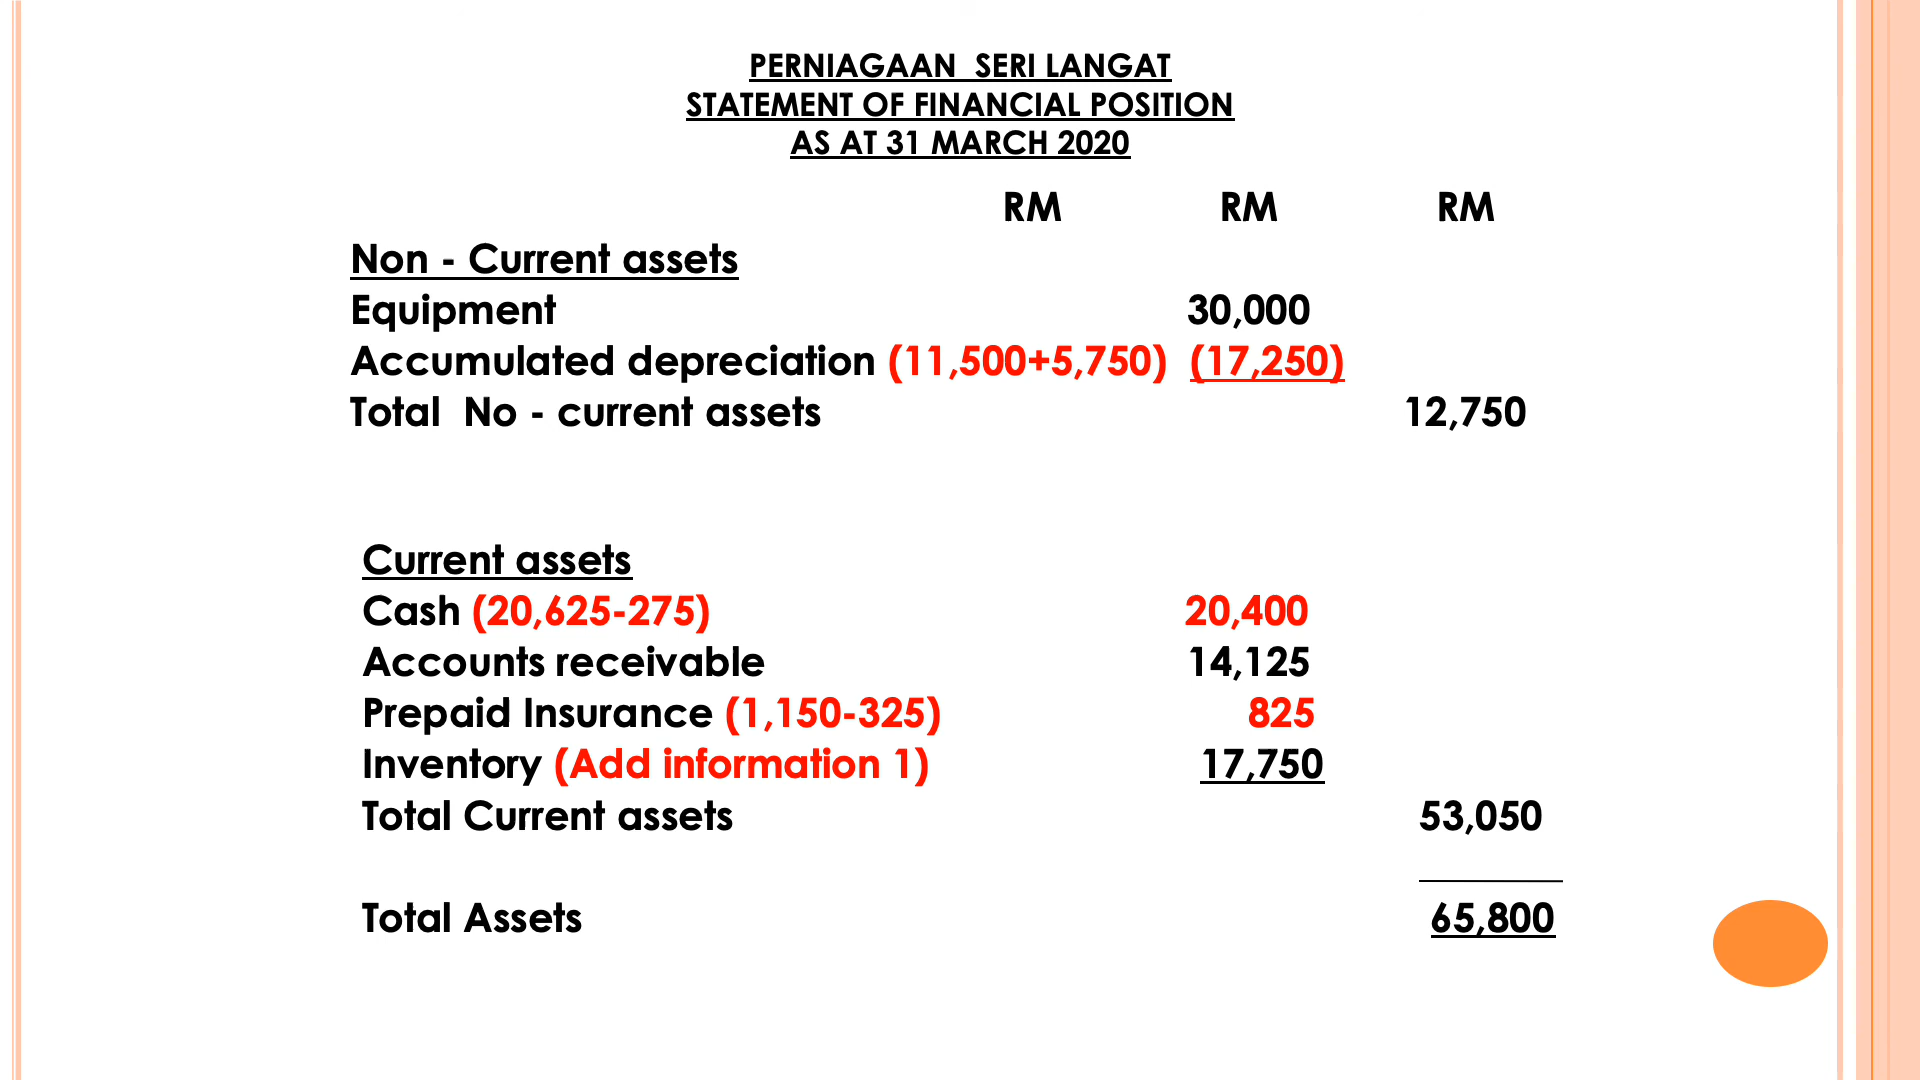 PERNIAGAAN SERI LANGAT
STATEMENT OF FINANCIAL POSITION
AS AT 31 MARCH 2020
RM RM RM
Non - Current assets
Equipment 30,000
Accumulated depreciation (11,500+5,750) (17,250)
Total No - current assets 12,750
Current assets
Cash (20,625-275) 20,400
Accounts receivable 14,125
Prepaid Insurance (1,150-325) 825
Inventory (Add information 1) 17,750
Total Current assets 53,050
Total Assets 65,800